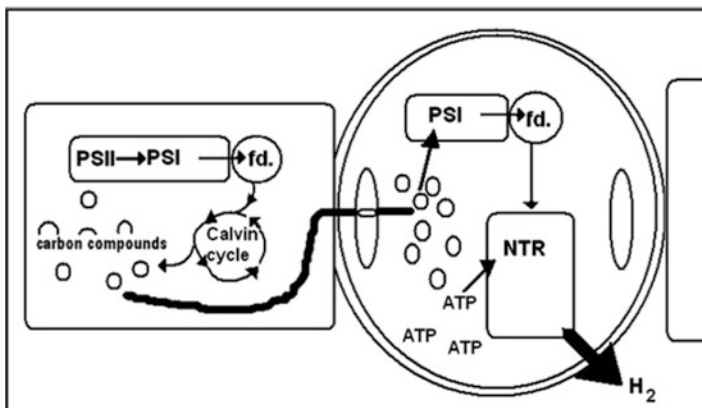 PSII→PSI → fd.
carbon compounds
Calvin
cycle
PSI → fd.
NTR
ATP
ATP ATP
H2